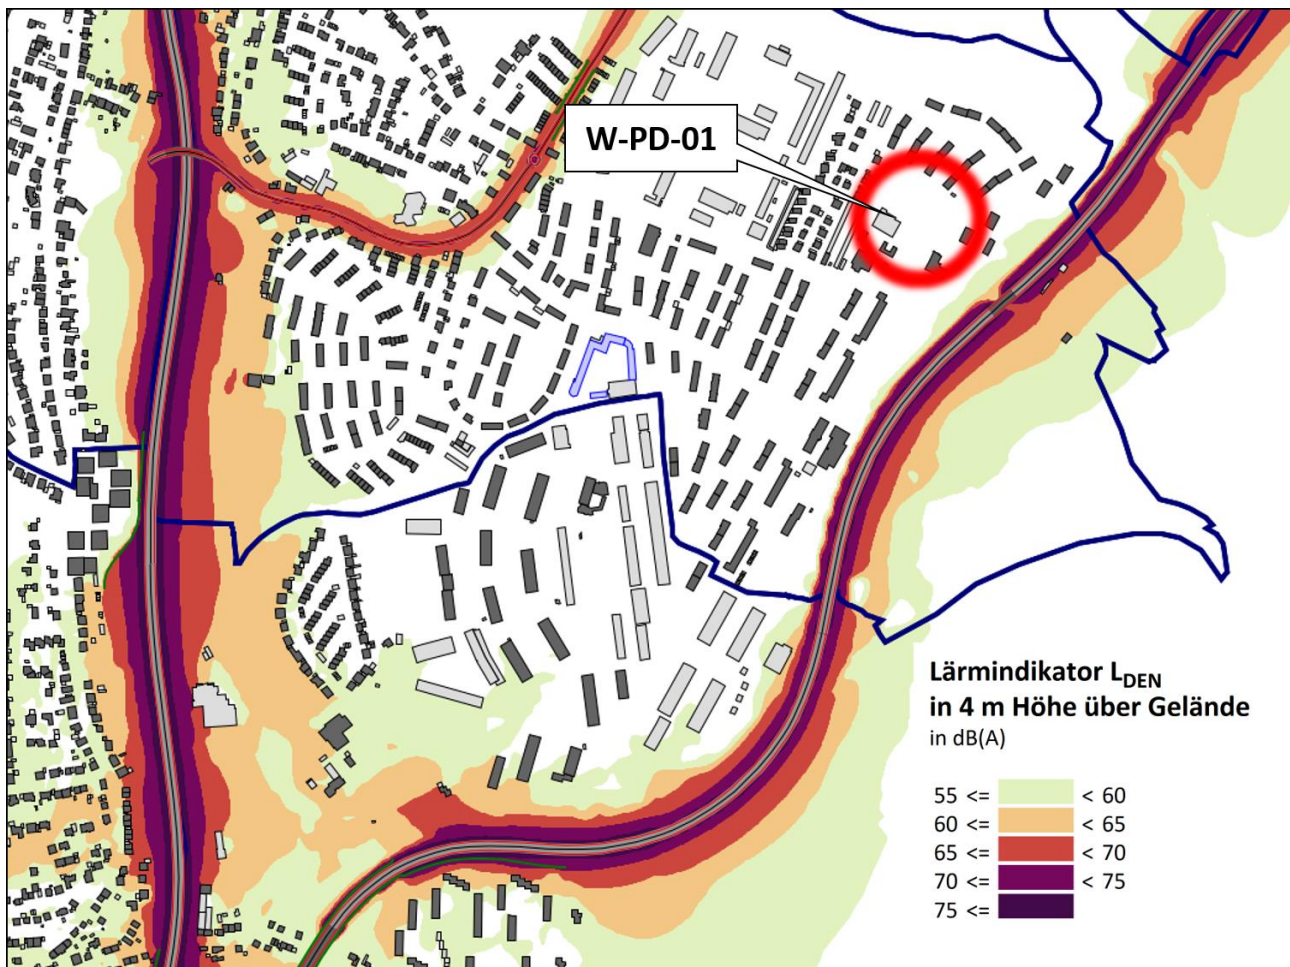 W-PD-01
Lärmindikator LDEN
in 4 m Höhe über Gelände
in dB(A)
55 <= < 60
60 <= < 65
65 <= < 70
70 <= < 75
75 <=